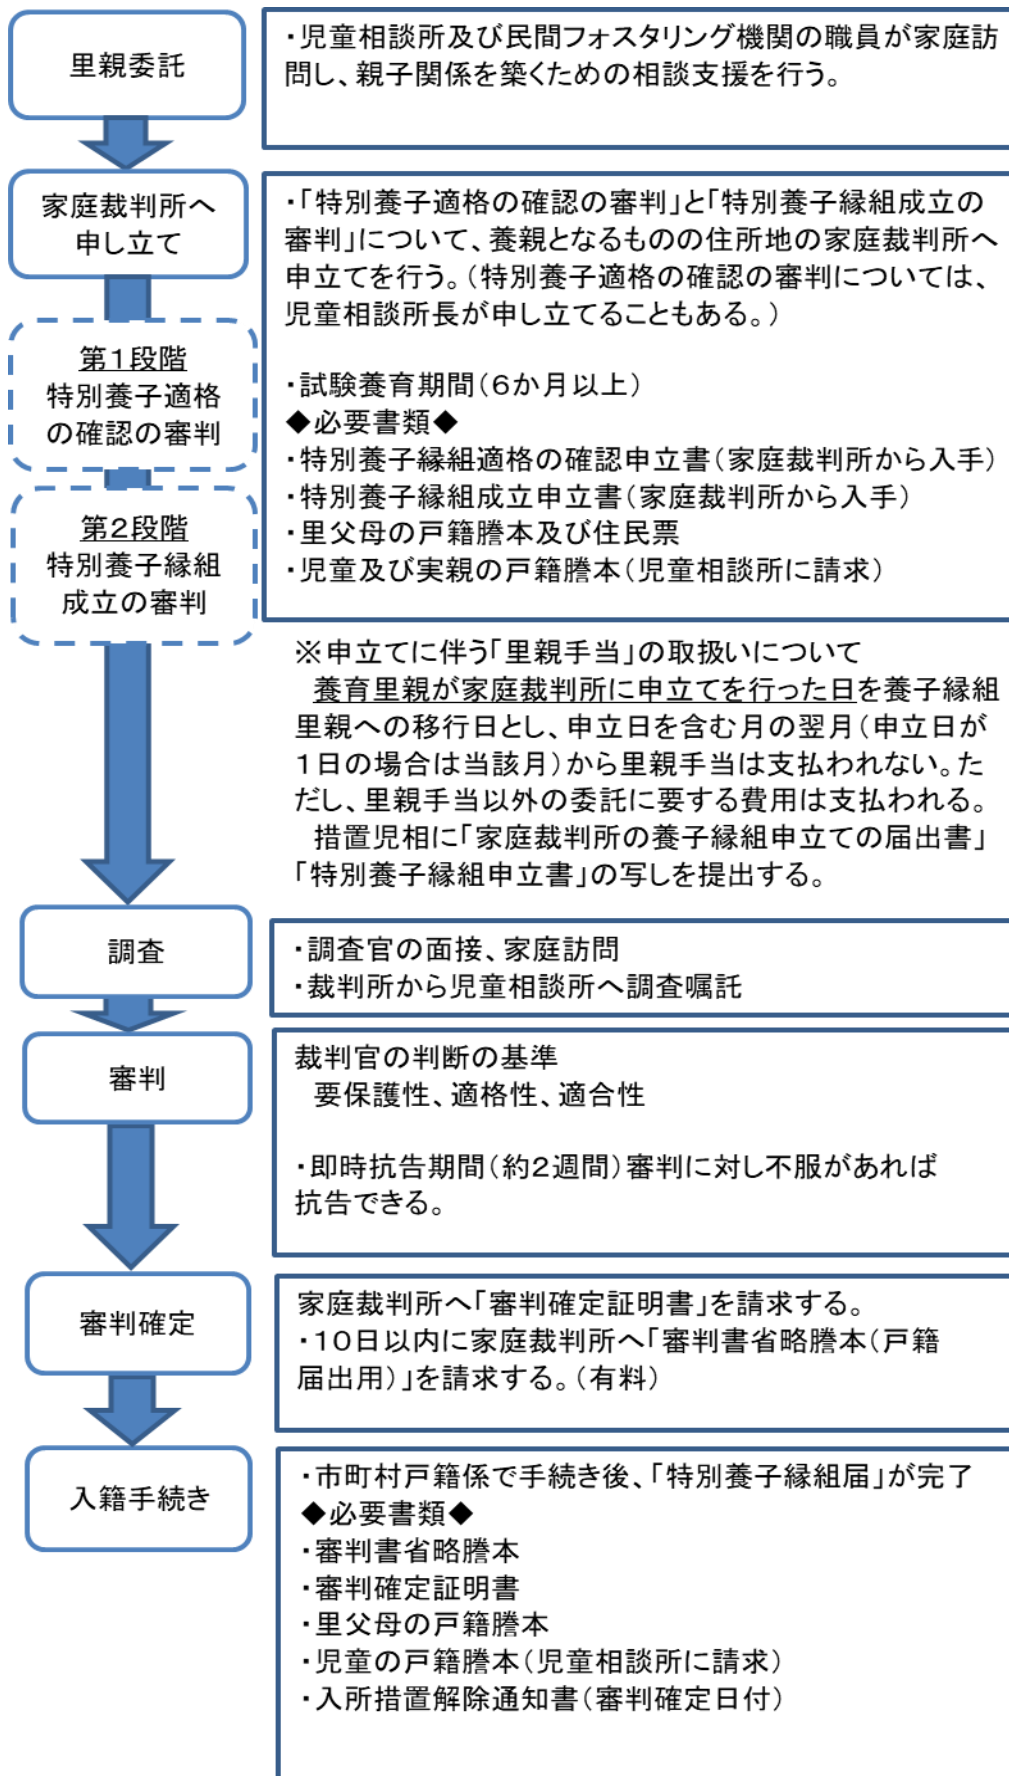 里親委託
・児童相談所及び民間フォスタリング機関の職員が家庭訪
問し、親子関係を築くための相談支援を行う。
家庭裁判所へ
申し立て
・「特別養子適格の確認の審判」と「特別養子縁組成立の
審判」について、養親となるものの住所地の家庭裁判所へ
申立てを行う。（特別養子適格の確認の審判については、
児童相談所長が申し立てることもある。）
・試験養育期間（６か月以上）
◆必要書類◆
・特別養子縁組適格の確認申立書（家庭裁判所から入手）
・特別養子縁組成立申立書（家庭裁判所から入手）
・里父母の戸籍謄本及び住民票
・児童及び実親の戸籍謄本（児童相談所に請求）
第１段階
特別養子適格
の確認の審判
第２段階
特別養子縁組
成立の審判
※申立てに伴う「里親手当」の取扱いについて
養育里親が家庭裁判所に申立てを行った日を養子縁組
里親への移行日とし、申立日を含む月の翌月（申立日が
１日の場合は当該月）から里親手当は支払われない。た
だし、里親手当以外の委託に要する費用は支払われる。
措置児相に「家庭裁判所の養子縁組申立ての届出書」
「特別養子縁組申立書」の写しを提出する。
調査
・調査官の面接、家庭訪問
・裁判所から児童相談所へ調査嘱託
審判
裁判官の判断の基準
要保護性、適格性、適合性
・即時抗告期間（約２週間）審判に対し不服があれば
抗告できる。
審判確定
家庭裁判所へ「審判確定証明書」を請求する。
・１０日以内に家庭裁判所へ「審判書省略謄本（戸籍
届出用）」を請求する。（有料）
入籍手続き
・市町村戸籍係で手続き後、「特別養子縁組届」が完了
◆必要書類◆
・審判書省略謄本
・審判確定証明書
・里父母の戸籍謄本
・児童の戸籍謄本（児童相談所に請求）
・入所措置解除通知書（審判確定日付）